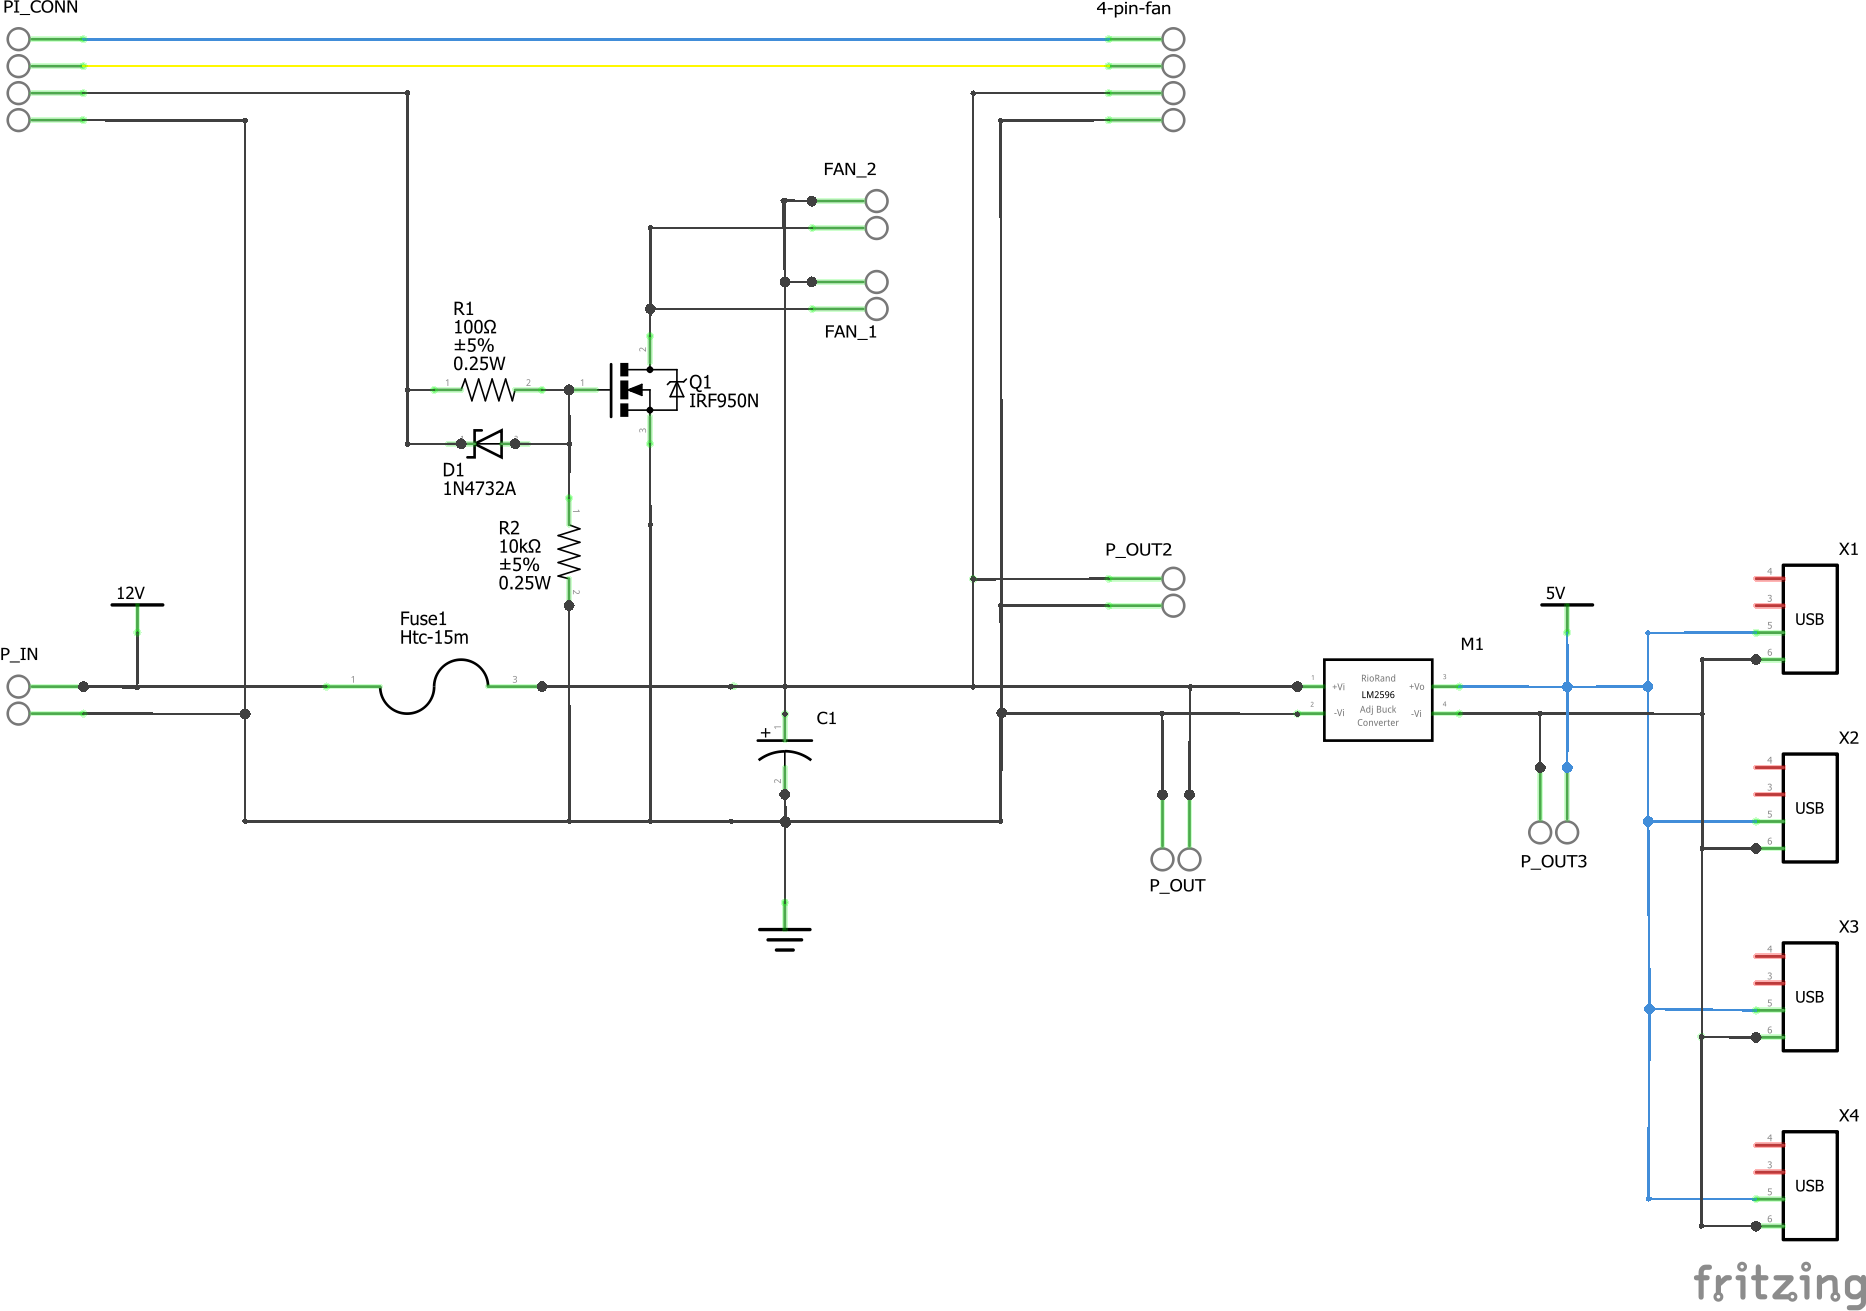 PI_CONN
4-pin-fan
FAN_2
FAN_1
R1
100Ω
±5%
0.25W
1
2
1
2
3
Q1
IRF950N
D1
1N4732A
R2
10kΩ
±5%
0.25W
1
2
12V
P_IN
Fuse1
Htc-15m
1
3
C1
+
1
2
P_OUT2
P_OUT
M1
RioRand
LM2596
Adj Buck
Converter
+Vi
-Vi
+Vo
-Vi
1
2
3
4
5V
P_OUT3
X1
4
3
5
6
USB
X2
4
3
5
6
USB
X3
4
3
5
6
USB
X4
4
3
5
6
USB
fritzing